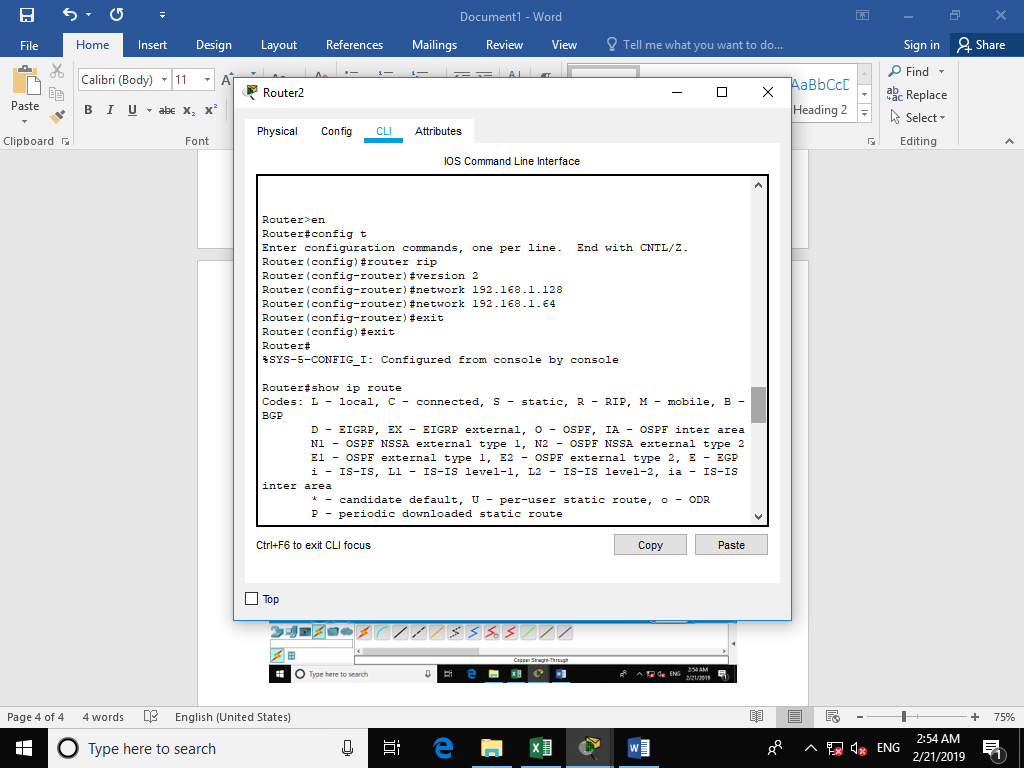 Document1 - Word
File Home Insert Design Layout References Mailings Review View Tell me what you want to do... Sign in Share
Calibri (Body) 11
Paste
B I U abc X2 X2
AaBbCcD
Heading 2
Find
Replace
Select
Clipboard Font Editing
Router2
Physical Config CLI Attributes
IOS Command Line Interface
Router>en
Router#config t
Enter configuration commands, one per line.  End with CNTL/Z.
Router(config)#router rip
Router(config-router)#version 2
Router(config-router)#network 192.168.1.128
Router(config-router)#network 192.168.1.64
Router(config-router)#exit
Router(config)#exit
Router#
%SYS-5-CONFIG_I: Configured from console by console
Router#show ip route
Codes: L - local, C - connected, S - static, R - RIP, M - mobile, B -
BGP
D - EIGRP, EX - EIGRP external, O - OSPF, IA - OSPF inter area
N1 - OSPF NSSA external type 1, N2 - OSPF NSSA external type 2
E1 - OSPF external type 1, E2 - OSPF external type 2, E - EGP
i - IS-IS, L1 - IS-IS level-1, L2 - IS-IS level-2, ia - IS-IS
inter area
* - candidate default, U - per-user static route, o - ODR
P - periodic downloaded static route
Ctrl+F6 to exit CLI focus
Copy Paste
Top
Copper Straight-Through
Type here to search
ENG
2:54 AM
2/21/2019
Page 4 of 4 4 words English (United States) 75%
Type here to search
ENG
2:54 AM
2/21/2019
1